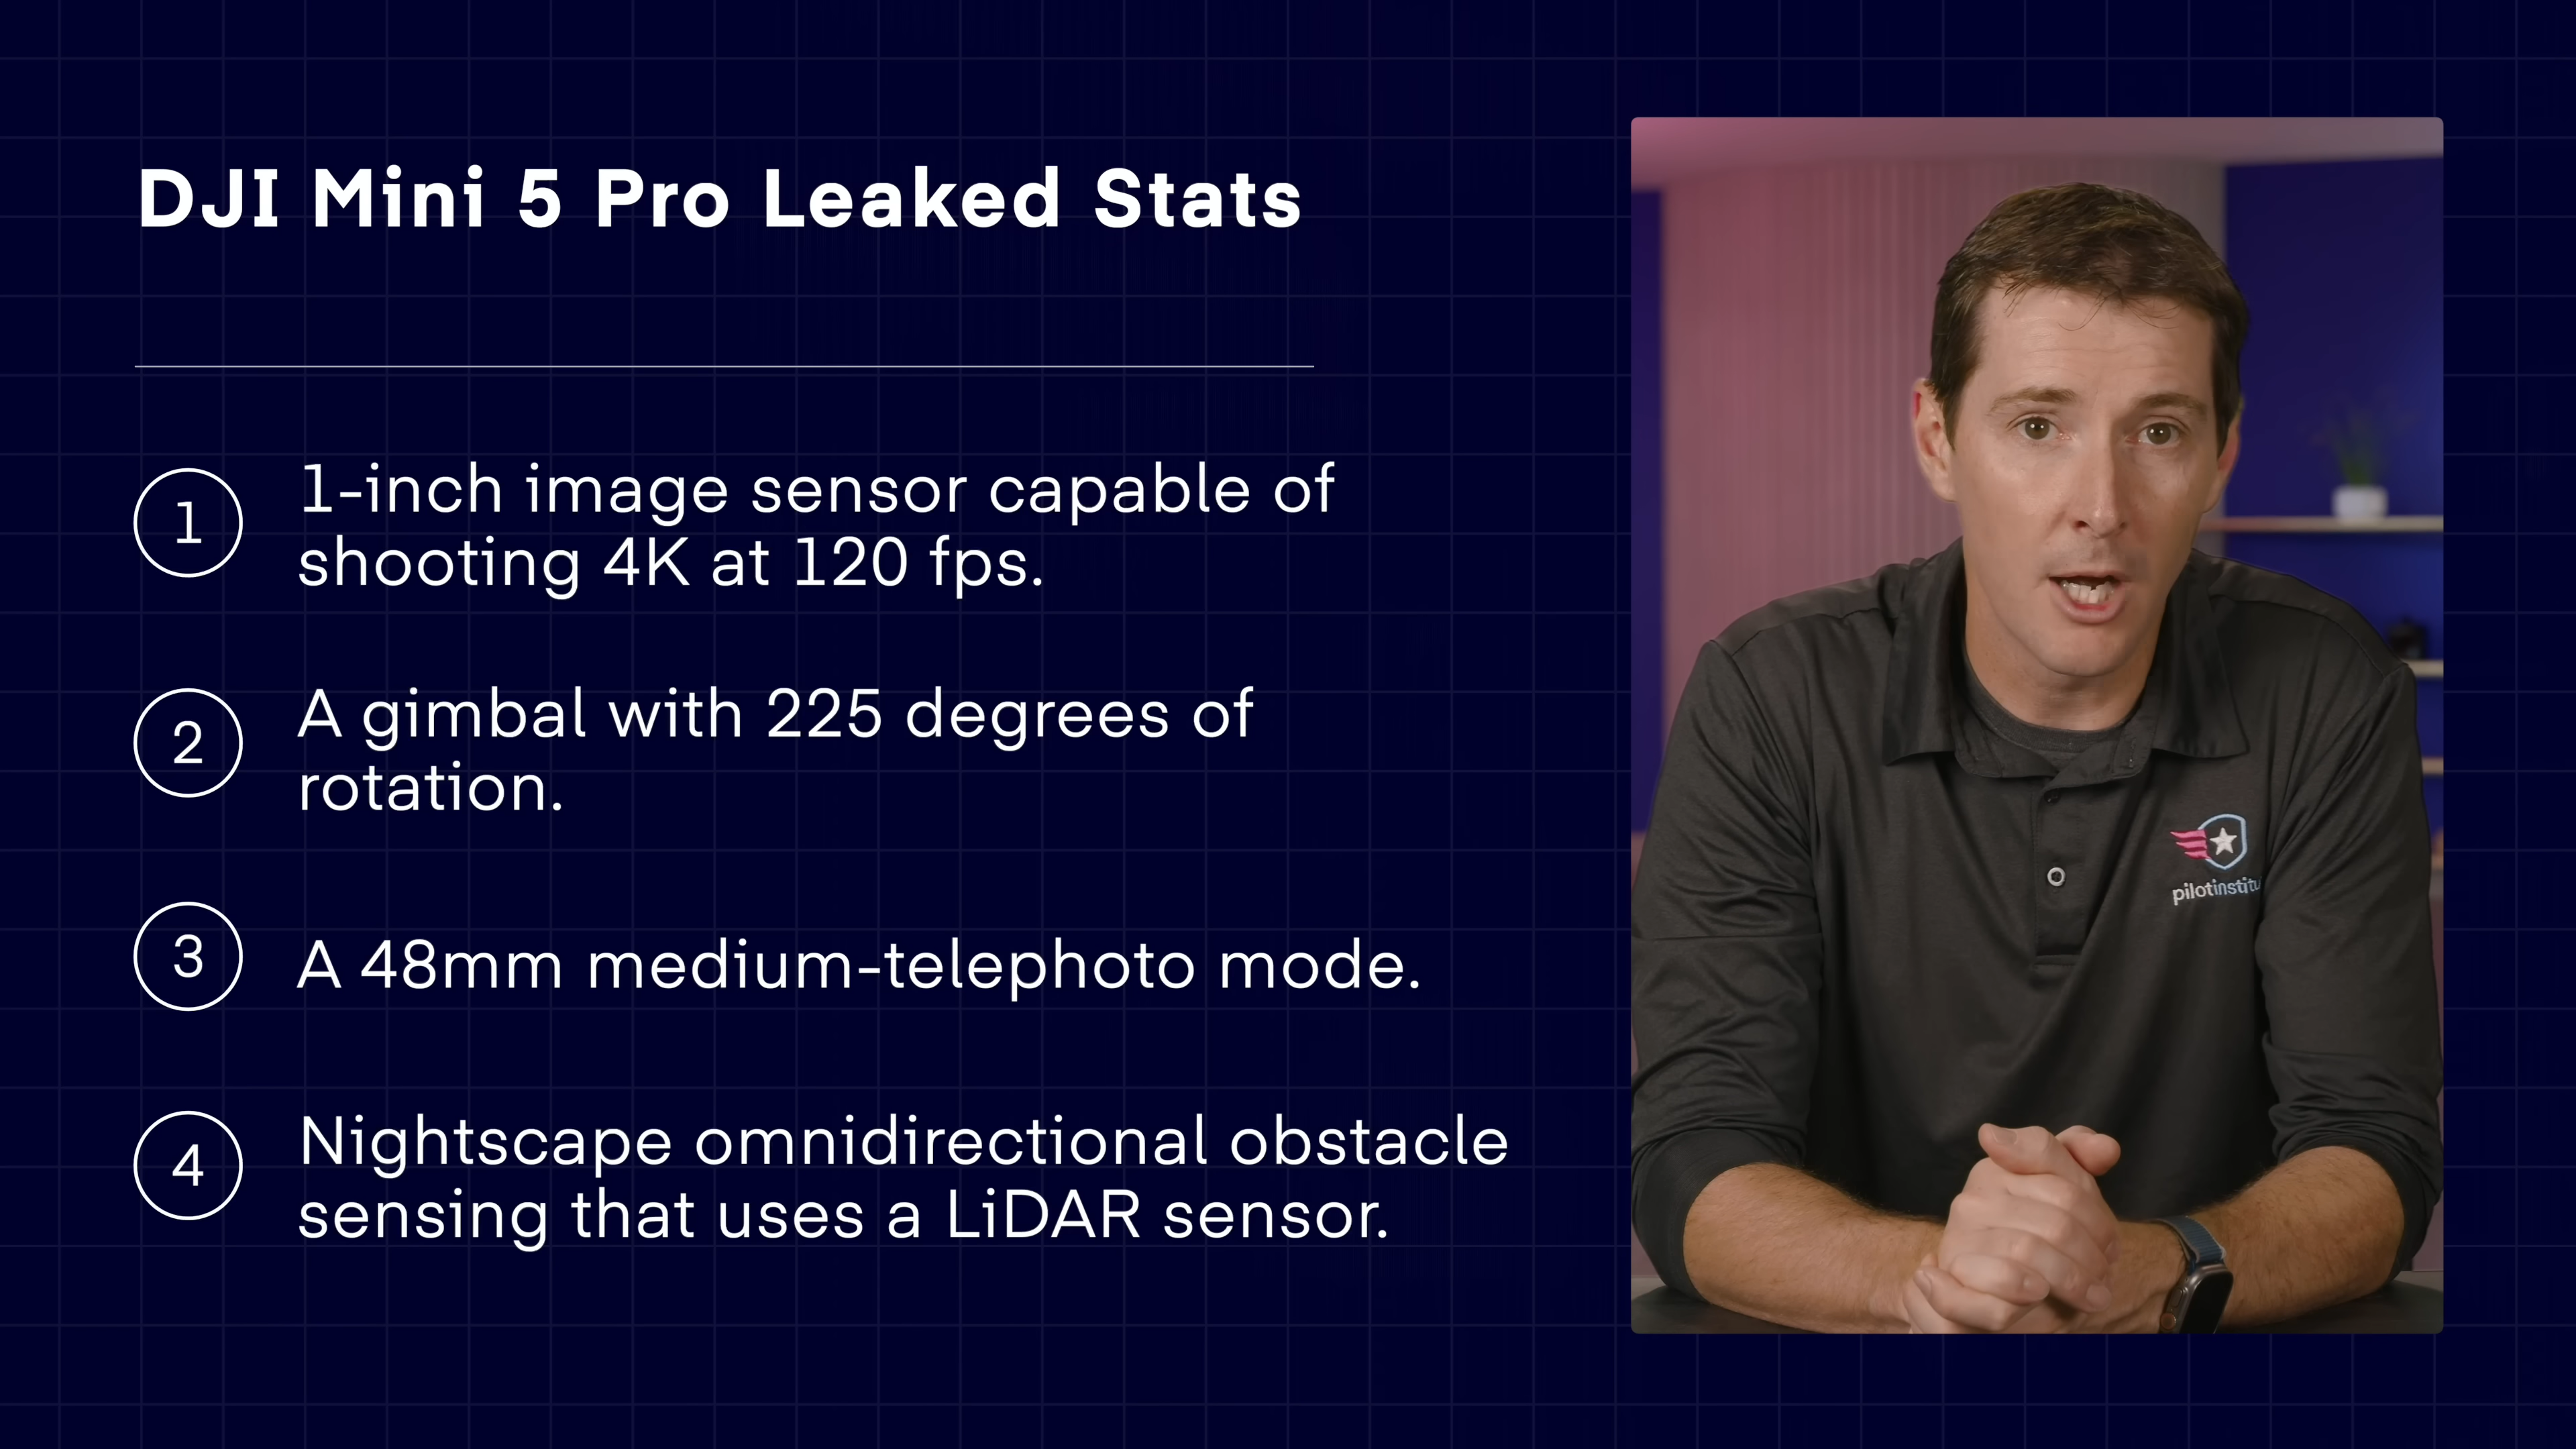 DJI Mini 5 Pro Leaked Stats
1
1-inch image sensor capable of
shooting 4K at 120 fps.
2
A gimbal with 225 degrees of
rotation.
3
A 48mm medium-telephoto mode.
4
Nightscape omnidirectional obstacle
sensing that uses a LiDAR sensor.
pilotinstitu